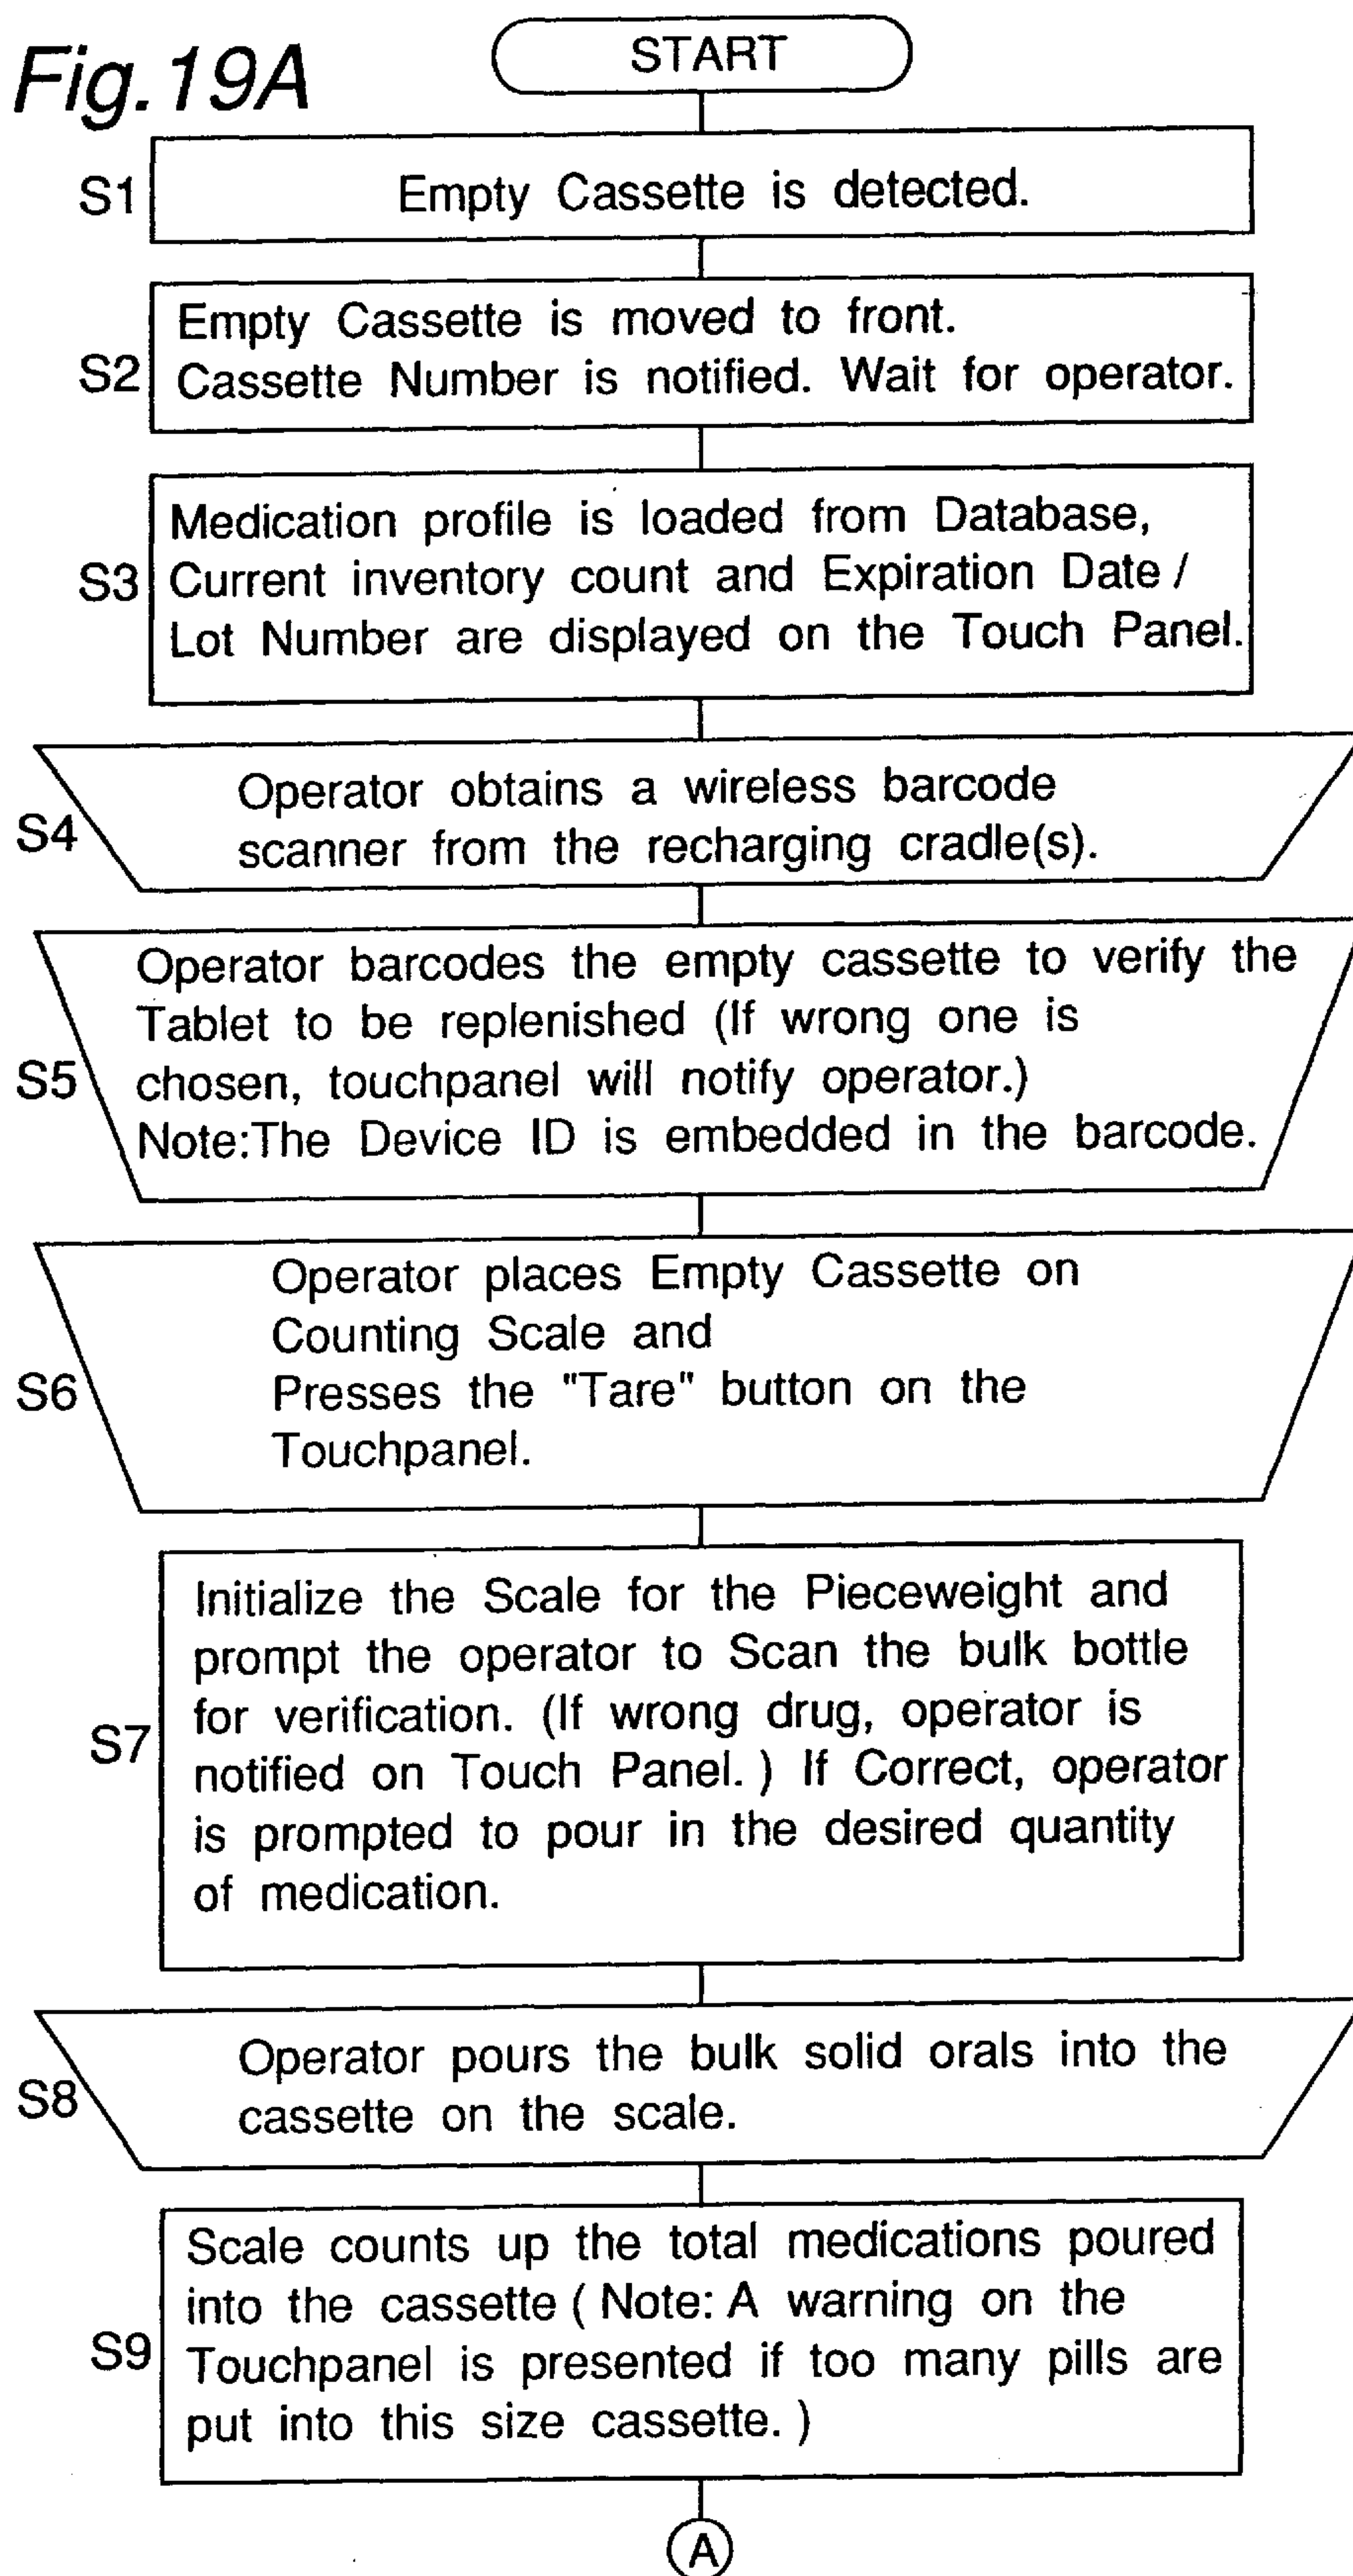 Fig.19A
START
S1
Empty Cassette is detected.
S2
Empty Cassette is moved to front.
Cassette Number is notified. Wait for operator.
S3
Medication profile is loaded from Database,
Current inventory count and Expiration Date /
Lot Number are displayed on the Touch Panel.
S4
Operator obtains a wireless barcode
scanner from the recharging cradle(s).
S5
Operator barcodes the empty cassette to verify the
Tablet to be replenished (If wrong one is
chosen, touchpanel will notify operator.)
Note:The Device ID is embedded in the barcode.
S6
Operator places Empty Cassette on
Counting Scale and
Presses the "Tare" button on the
Touchpanel.
S7
Initialize the Scale for the Pieceweight and
prompt the operator to Scan the bulk bottle
for verification. (If wrong drug, operator is
notified on Touch Panel. ) If Correct, operator
is prompted to pour in the desired quantity
of medication.
S8
Operator pours the bulk solid orals into the
cassette on the scale.
S9
Scale counts up the total medications poured
into the cassette ( Note: A warning on the
Touchpanel is presented if too many pills are
put into this size cassette. )
A